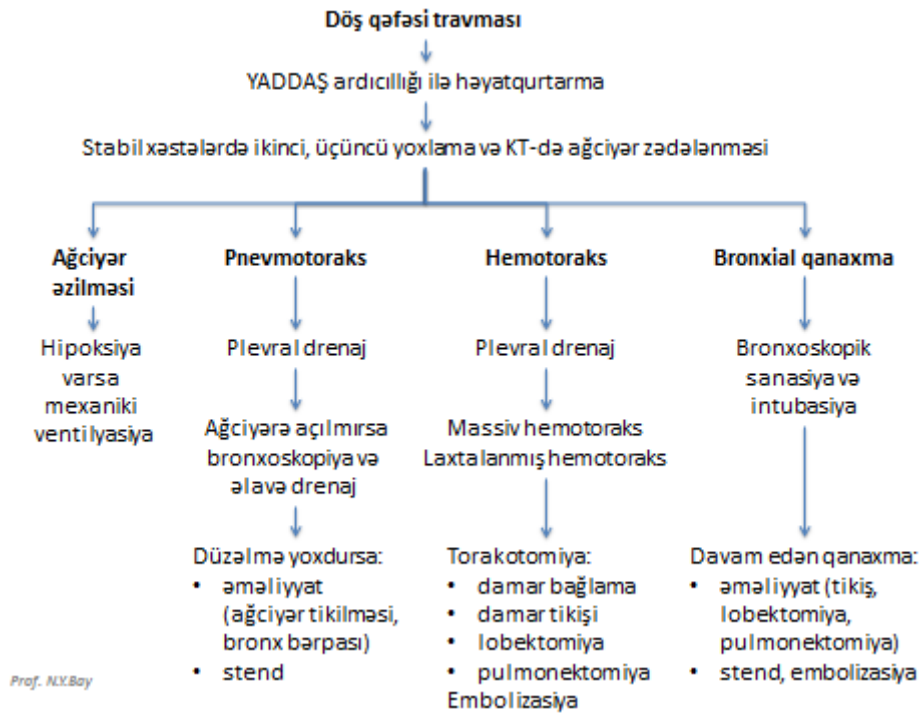 Döş qəfəsi travması
YADDAŞ ardıcıllığı ilə həyatqurtarma
Stabil xəstələrdə ikinci, üçüncü yoxlama və KT-də ağciyər zədələnməsi
Ağciyər
əzilməsi
Hipoksiya
varsa
mexaniki
ventilyasiya
Pnevmotoraks
Plevral drenaj
Ağciyərə açılmırsa
bronxoskopiya və
əlavə drenaj
Düzəlmə yoxdursa:
• əməliyyat
(ağciyər tikilməsi,
bronx bərpası)
• stend
Hemotoraks
Plevral drenaj
Massiv hemotoraks
Laxtalanmış hemotoraks
Torakotomiya:
• damar bağlama
• damar tikişi
• lobektomiya
• pulmonektomiya
Embolizasiya
Bronxial qanaxma
Bronxoskopik
sanasiya və
intubasiya
Davam edən qanaxma:
• əməliyyat (tikiş,
lobektomiya,
pulmonektomiya)
• stend, embolizasiya
Prof. N.Y.Bay